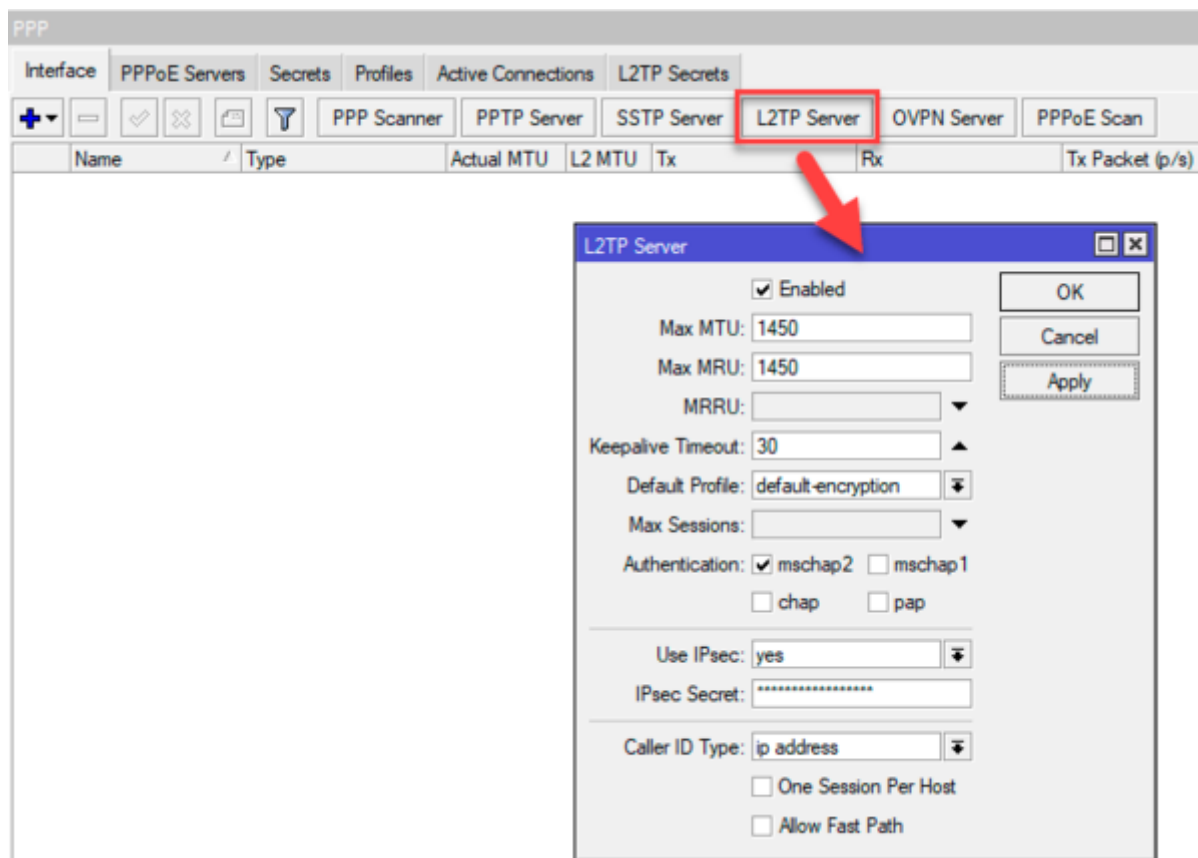 PPP
Interface PPPoE Servers Secrets Profiles Active Connections L2TP Secrets
PPP Scanner PPTP Server SSTP Server L2TP Server OVPN Server PPPoE Scan
Name Type Actual MTU L2 MTU Tx Rx Tx Packet (p/s)
L2TP Server
Enabled OK
Max MTU: 1450 Cancel
Max MRU: 1450 Apply
MRRU:
Keepalive Timeout: 30
Default Profile: default-encryption
Max Sessions:
Authentication: mschap2 mschap1
chap pap
Use IPsec: yes
IPsec Secret: *****************
Caller ID Type: ip address
One Session Per Host
Allow Fast Path